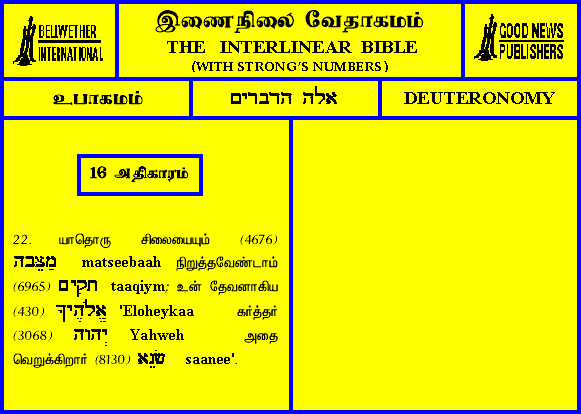 BELLWETHER
INTERNATIONAL
இணைநிலை வேதாகமம்
THE INTERLINEAR BIBLE
(WITH STRONG'S NUMBERS)
GOOD NEWS
PUBLISHERS
உபாகமம்
אלה הדברים
DEUTERONOMY
16 அதிகாரம்
22. யாதொரு சிலையையும் (4676)
מַצֵּבָה matseebaah நிறுத்தவேண்டாம்
(6965) תקים taaqiym; உன் தேவனாகிய
(430) אֱלֹהֶיךָ 'Eloheykaa கர்த்தர்
(3068) יְהוָה Yahweh அதை
வெறுக்கிறார் (8130) שָׂנֵא saanee'.